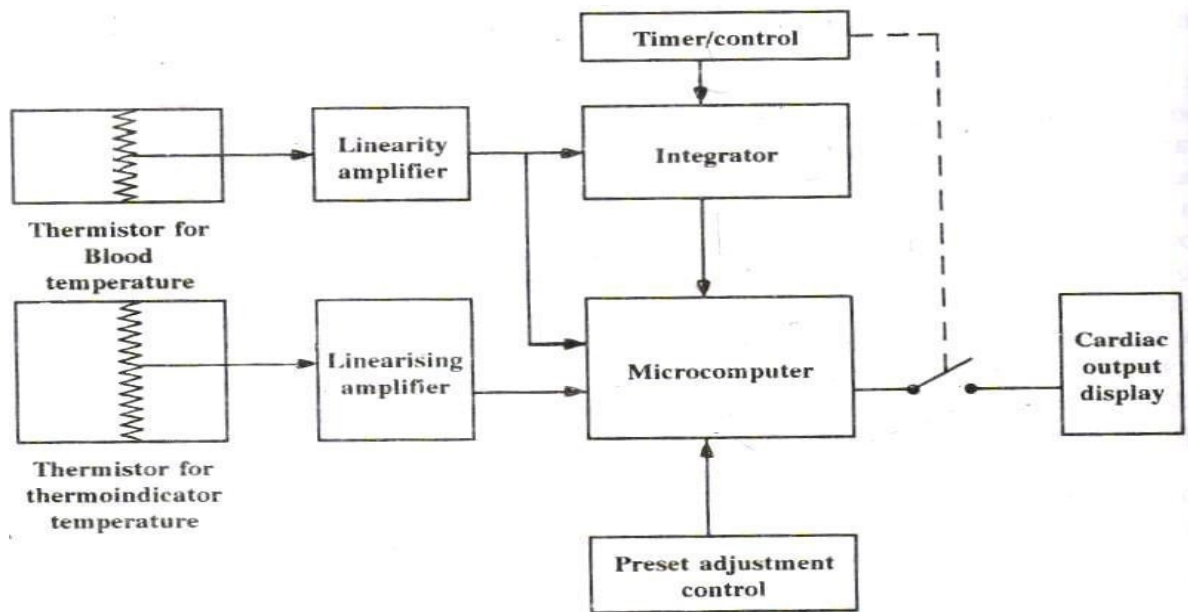 Timer/control
Linearity
amplifier
Integrator
Thermistor for
Blood
temperature
Linearising
amplifier
Microcomputer
Cardiac
output
display
Thermistor for
thermoindicator
temperature
Preset adjustment
control